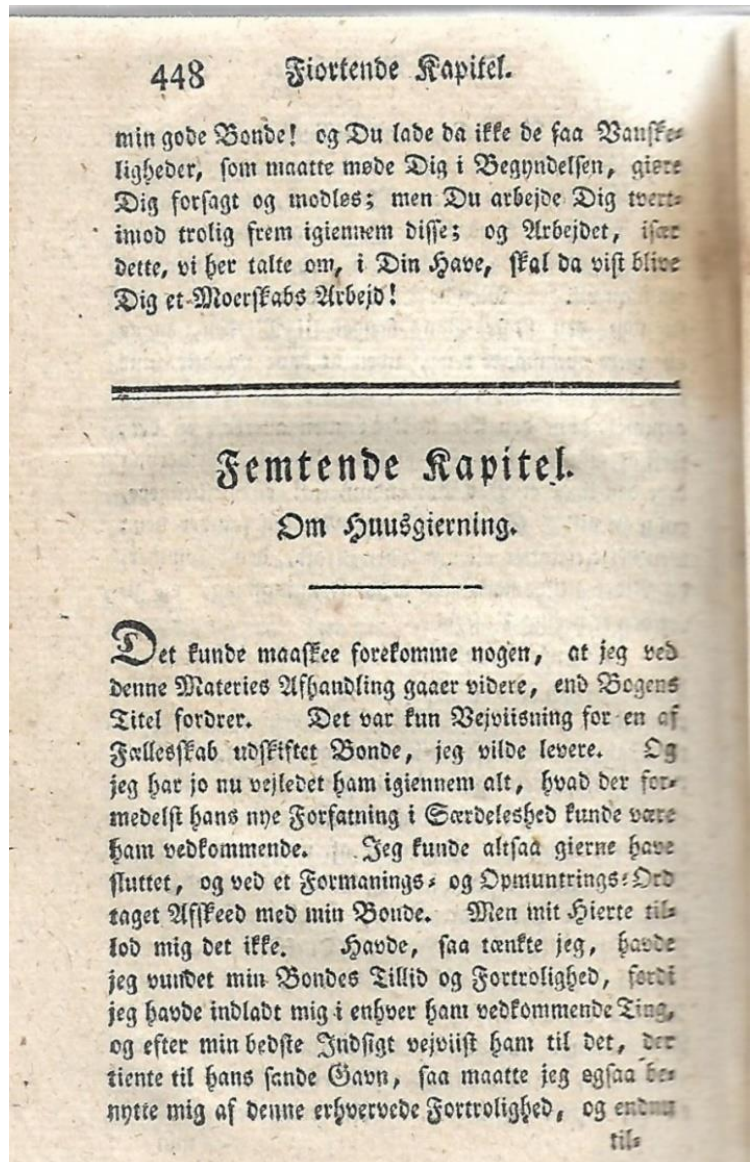 448 Fiortende Kapitel.
min gode Bonde! og Du lade da ikke de faa Vanske-
ligheder, som maatte møde Dig i Begyndelsen, giøre
Dig forsagt og modløs; men Du arbejde Dig tvert-
imod trolig frem igiennem disse; og Arbejdet, især
dette, vi her talte om, i Din Have, skal da vist blive
Dig et Moerskabs Arbejd!
Femtende Kapitel.
Om Huusgierning.
Det kunde maaskee forekomme nogen, at jeg ved
denne Materies Afhandling gaaer videre, end Bogens
Titel fordrer. Det var kun Vejviisning for en af
Fællesskab udskiftet Bonde, jeg vilde levere. Og
jeg har jo nu vejledet ham igiennem alt, hvad der for-
medelst hans nye Forfatning i Særdeleshed kunde være
ham vedkommende. Jeg kunde altsaa gierne have
sluttet, og ved et Formanings- og Opmuntrings-Ord
taget Afskeed med min Bonde. Men mit Hierte til-
lod mig det ikke. Havde, saa tænkte jeg, havde
jeg vundet min Bondes Tillid og Fortrolighed, fordi
jeg havde indladt mig i enhver ham vedkommende Ting,
og efter min bedste Indsigt vejviist ham til det, der
tiente til hans sande Gavn, saa maatte jeg ogsaa be-
nytte mig af denne erhvervede Fortrolighed, og endnu
til-